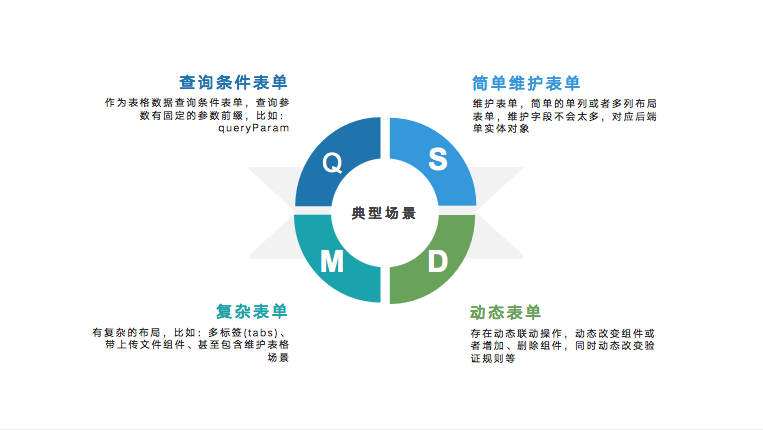 查询条件表单
作为表格数据查询条件表单，查询参
数有固定的参数前缀，比如：
queryParam
简单维护表单
维护表单，简单的单列或者多列布局
表单，维护字段不会太多，对应后端
单实体对象
Q
S
典型场景
M
D
复杂表单
有复杂的布局，比如：多标签(tabs)、
带上传文件组件、甚至包含维护表格
场景
动态表单
存在动态联动操作，动态改变组件或
者增加、删除组件，同时动态改变验
证规则等